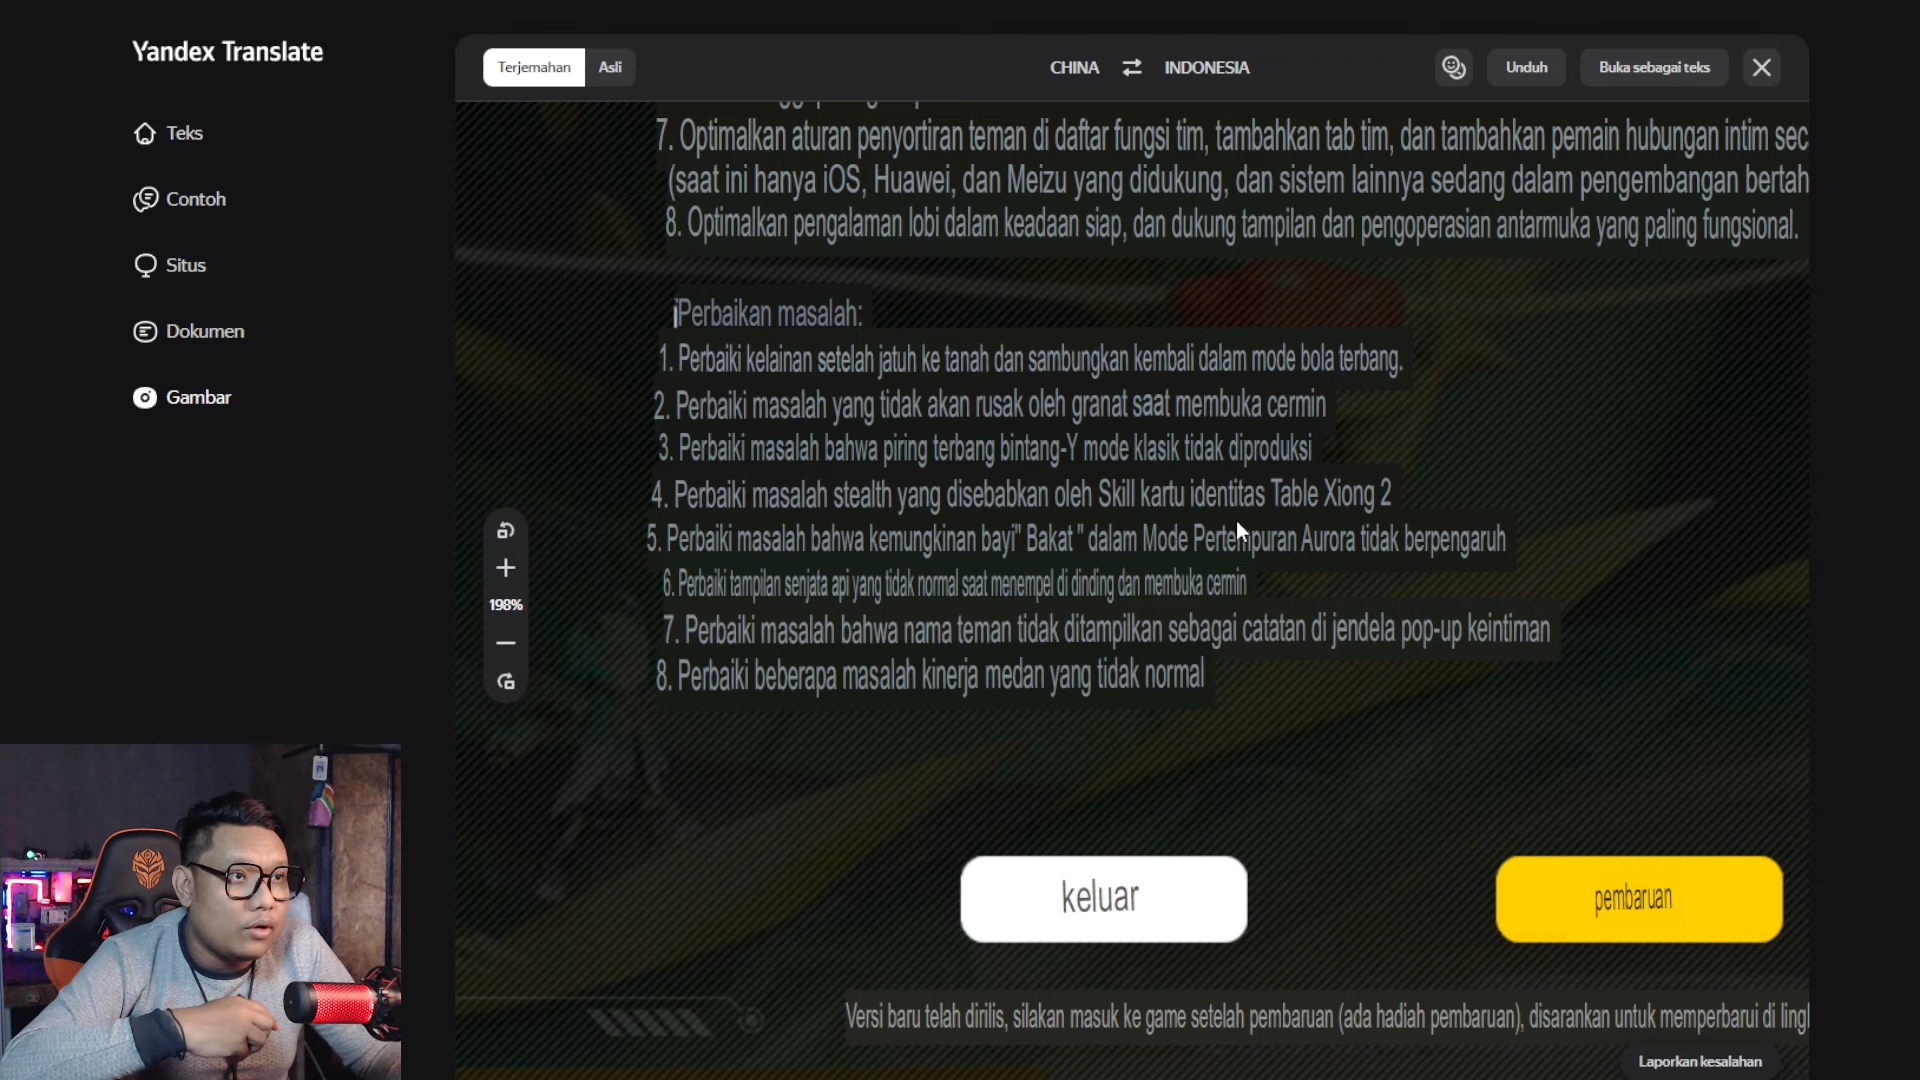 Yandex Translate
Terjemahan
Asli
CHINA
INDONESIA
Unduh
Buka sebagai teks
Teks
Contoh
Situs
Dokumen
Gambar
7. Optimalkan aturan penyortiran teman di daftar fungsi tim, tambahkan tab tim, dan tambahkan pemain hubungan intim sec
(saat ini hanya iOS, Huawei, dan Meizu yang didukung, dan sistem lainnya sedang dalam pengembangan bertah
8. Optimalkan pengalaman lobi dalam keadaan siap, dan dukung tampilan dan pengoperasian antarmuka yang paling fungsional.
Perbaikan masalah:
1. Perbaiki kelainan setelah jatuh ke tanah dan sambungkan kembali dalam mode bola terbang.
2. Perbaiki masalah yang tidak akan rusak oleh granat saat membuka cermin
3. Perbaiki masalah bahwa piring terbang bintang-Y mode klasik tidak diproduksi
4. Perbaiki masalah stealth yang disebabkan oleh Skill kartu identitas Table Xiong 2
5. Perbaiki masalah bahwa kemungkinan bayi" Bakat " dalam Mode Pertempuran Aurora tidak berpengaruh
6. Perbaiki tampilan senjata api yang tidak normal saat menempel di dinding dan membuka cermin
7. Perbaiki masalah bahwa nama teman tidak ditampilkan sebagai catatan di jendela pop-up keintiman
8. Perbaiki beberapa masalah kinerja medan yang tidak normal
198%
keluar
pembaruan
Versi baru telah dirilis, silakan masuk ke game setelah pembaruan (ada hadiah pembaruan), disarankan untuk memperbarui di lingl
Laporkan kesalahan